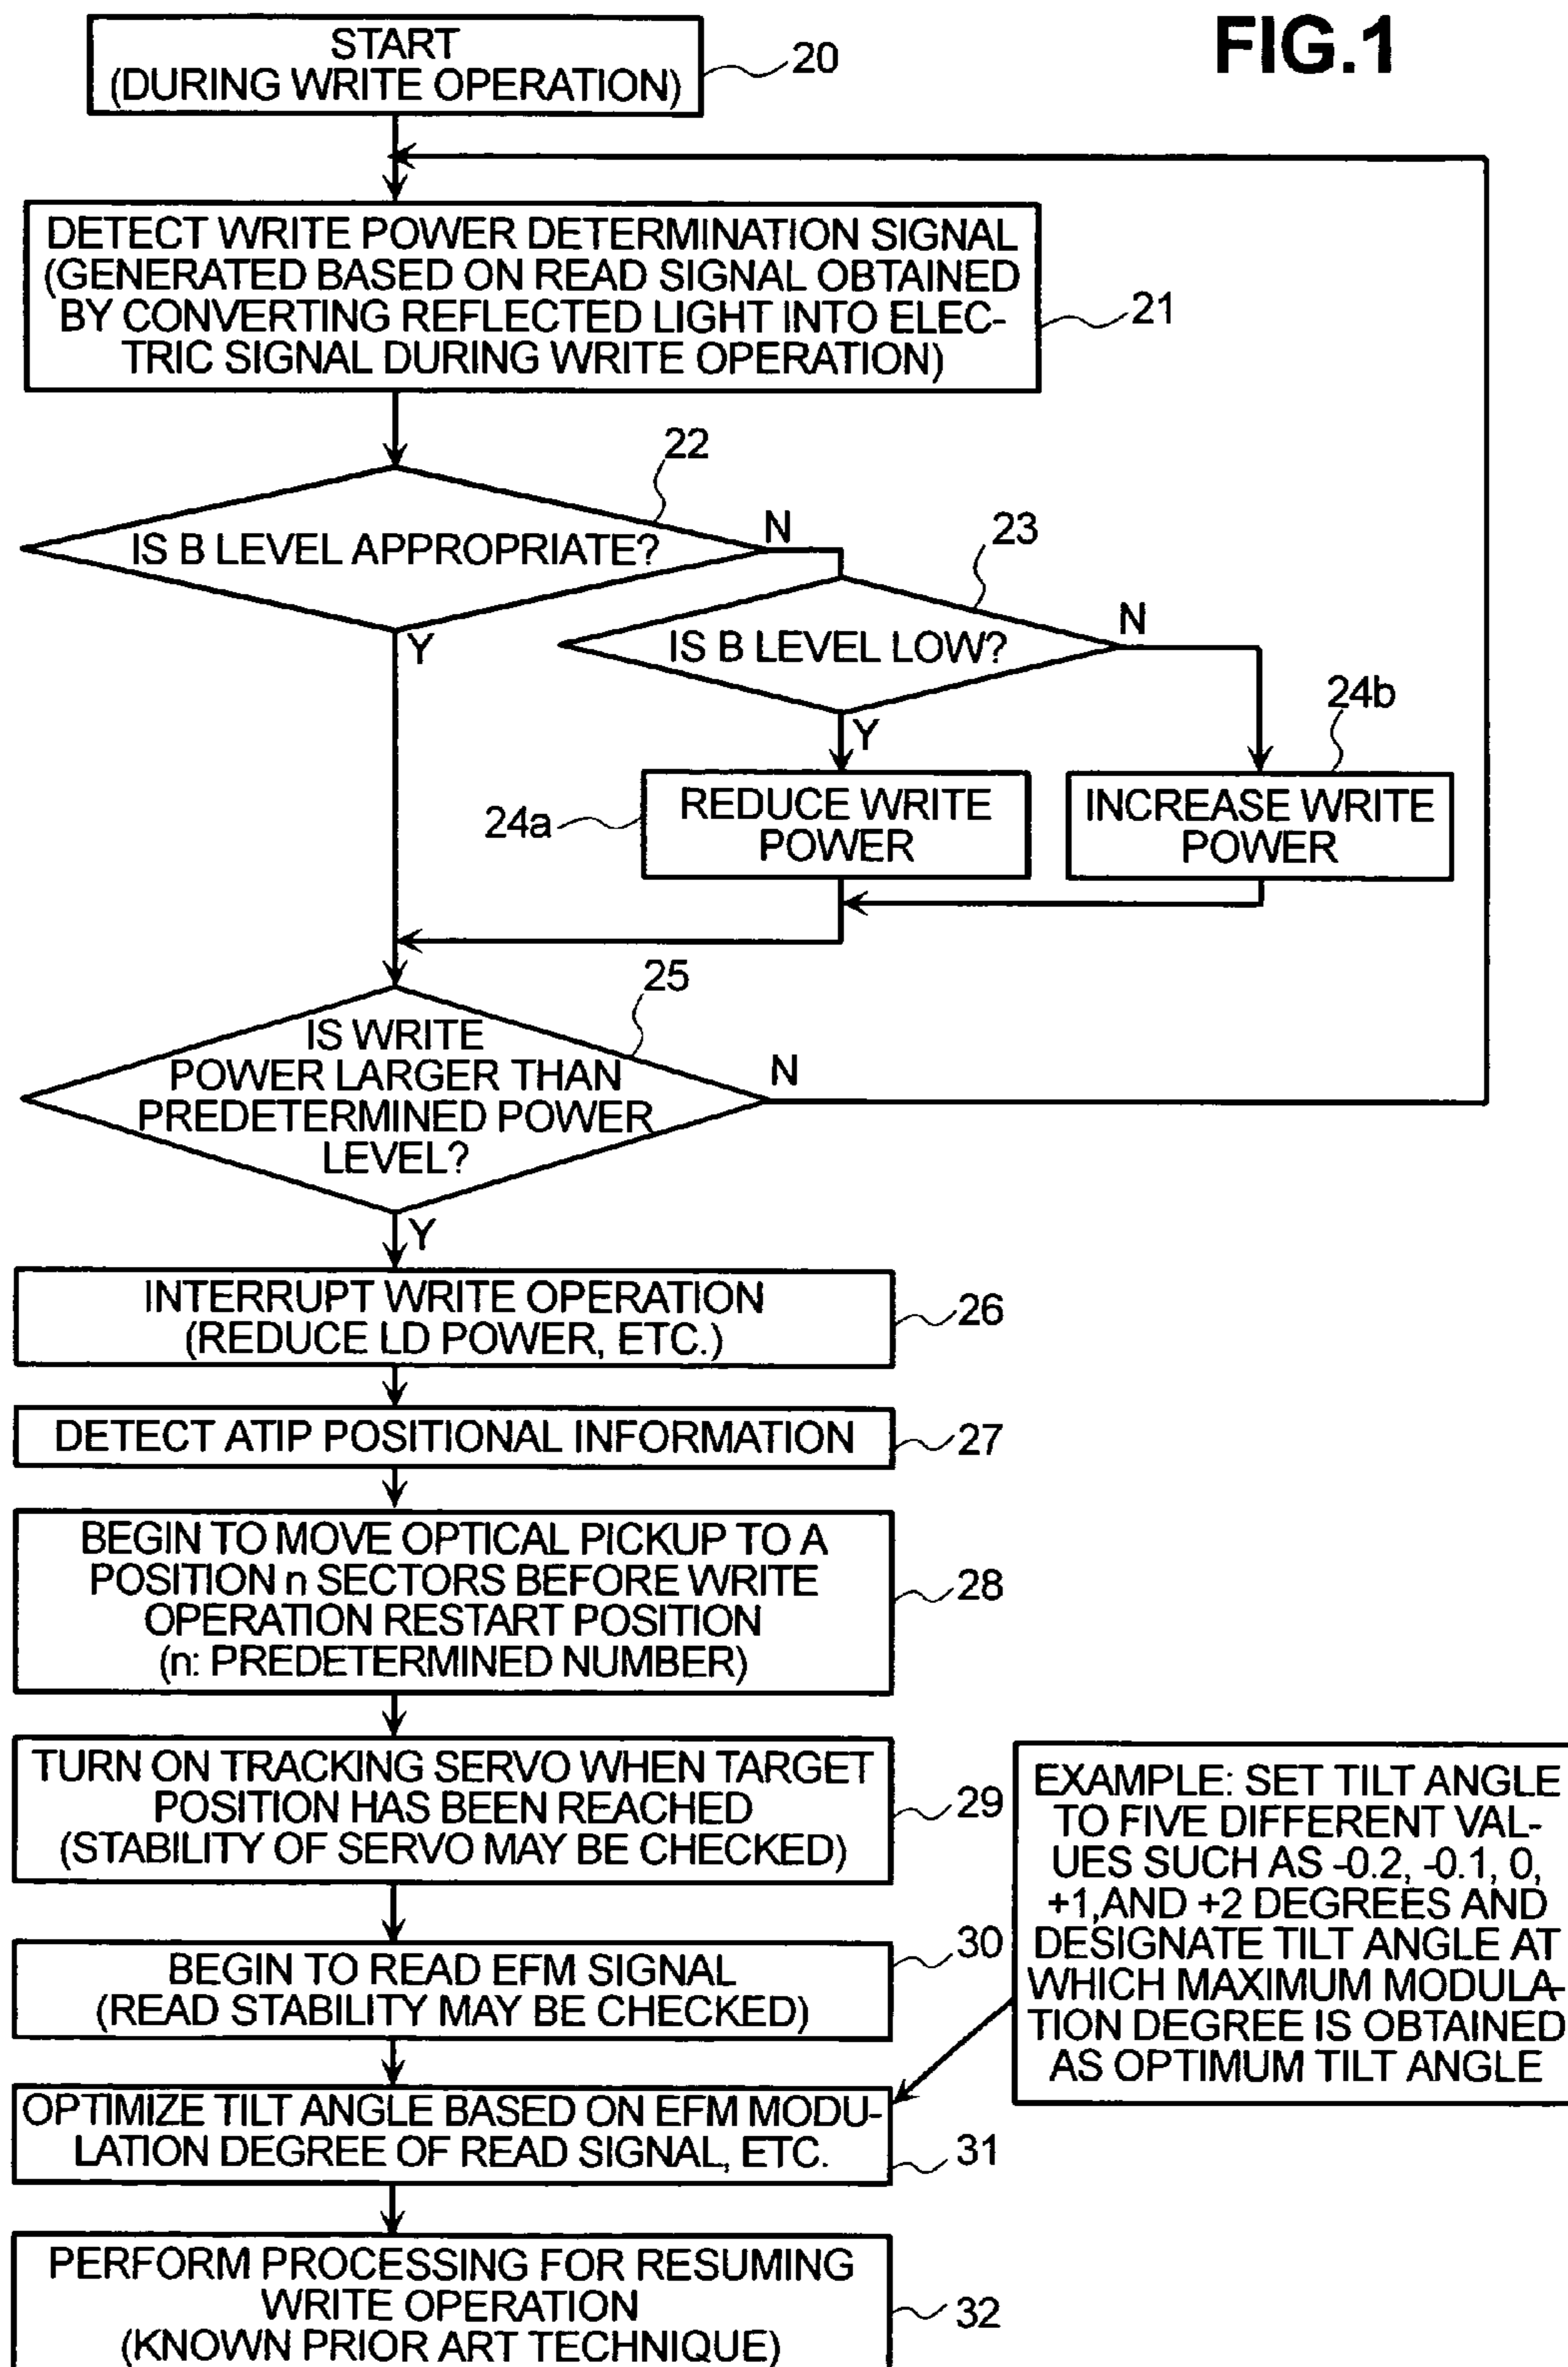 FIG.1
START
(DURING WRITE OPERATION)
20
DETECT WRITE POWER DETERMINATION SIGNAL
(GENERATED BASED ON READ SIGNAL OBTAINED
BY CONVERTING REFLECTED LIGHT INTO ELEC-
TRIC SIGNAL DURING WRITE OPERATION)
21
22
IS B LEVEL APPROPRIATE?
N
Y
23
IS B LEVEL LOW?
N
Y
24a
REDUCE WRITE
POWER
24b
INCREASE WRITE
POWER
25
IS WRITE
POWER LARGER THAN
PREDETERMINED POWER
LEVEL?
N
Y
INTERRUPT WRITE OPERATION
(REDUCE LD POWER, ETC.)
26
DETECT ATIP POSITIONAL INFORMATION
27
BEGIN TO MOVE OPTICAL PICKUP TO A
POSITION n SECTORS BEFORE WRITE
OPERATION RESTART POSITION
(n: PREDETERMINED NUMBER)
28
TURN ON TRACKING SERVO WHEN TARGET
POSITION HAS BEEN REACHED
(STABILITY OF SERVO MAY BE CHECKED)
29
EXAMPLE: SET TILT ANGLE
TO FIVE DIFFERENT VAL-
UES SUCH AS -0.2, -0.1, 0,
+1,AND +2 DEGREES AND
DESIGNATE TILT ANGLE AT
WHICH MAXIMUM MODULA-
TION DEGREE IS OBTAINED
AS OPTIMUM TILT ANGLE
BEGIN TO READ EFM SIGNAL
(READ STABILITY MAY BE CHECKED)
30
OPTIMIZE TILT ANGLE BASED ON EFM MODU-
LATION DEGREE OF READ SIGNAL, ETC.
31
PERFORM PROCESSING FOR RESUMING
WRITE OPERATION
(KNOWN PRIOR ART TECHNIQUE)
32